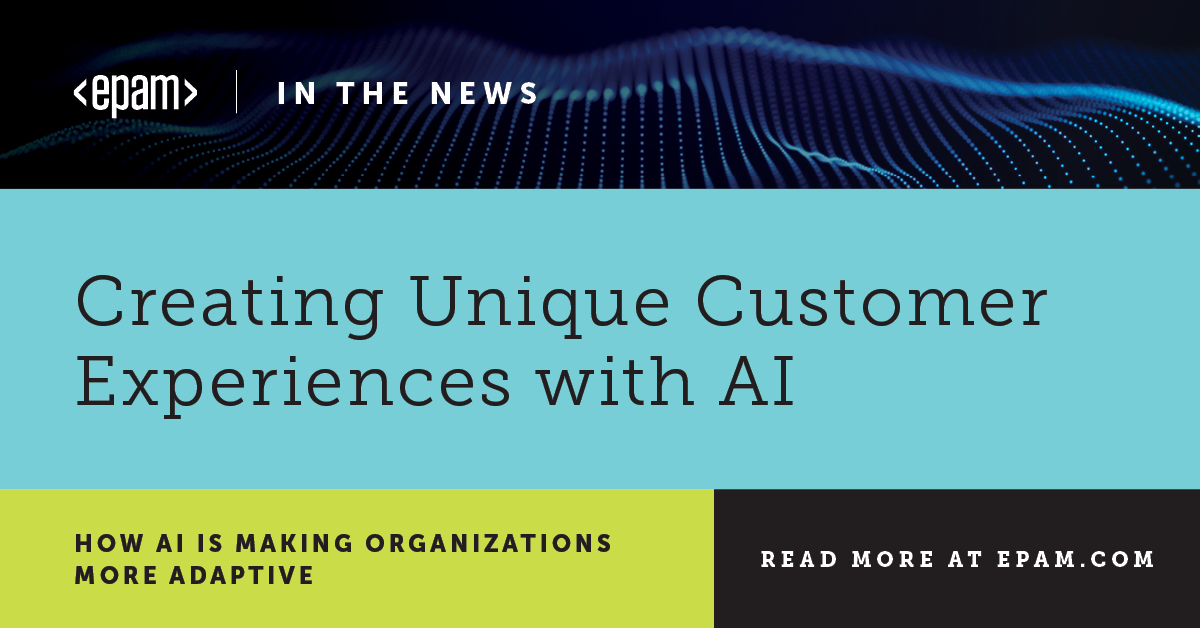 <epam> | IN THE NEWS
Creating Unique Customer
Experiences with AI
HOW AI IS MAKING ORGANIZATIONS
MORE ADAPTIVE
READ MORE AT EPAM.COM